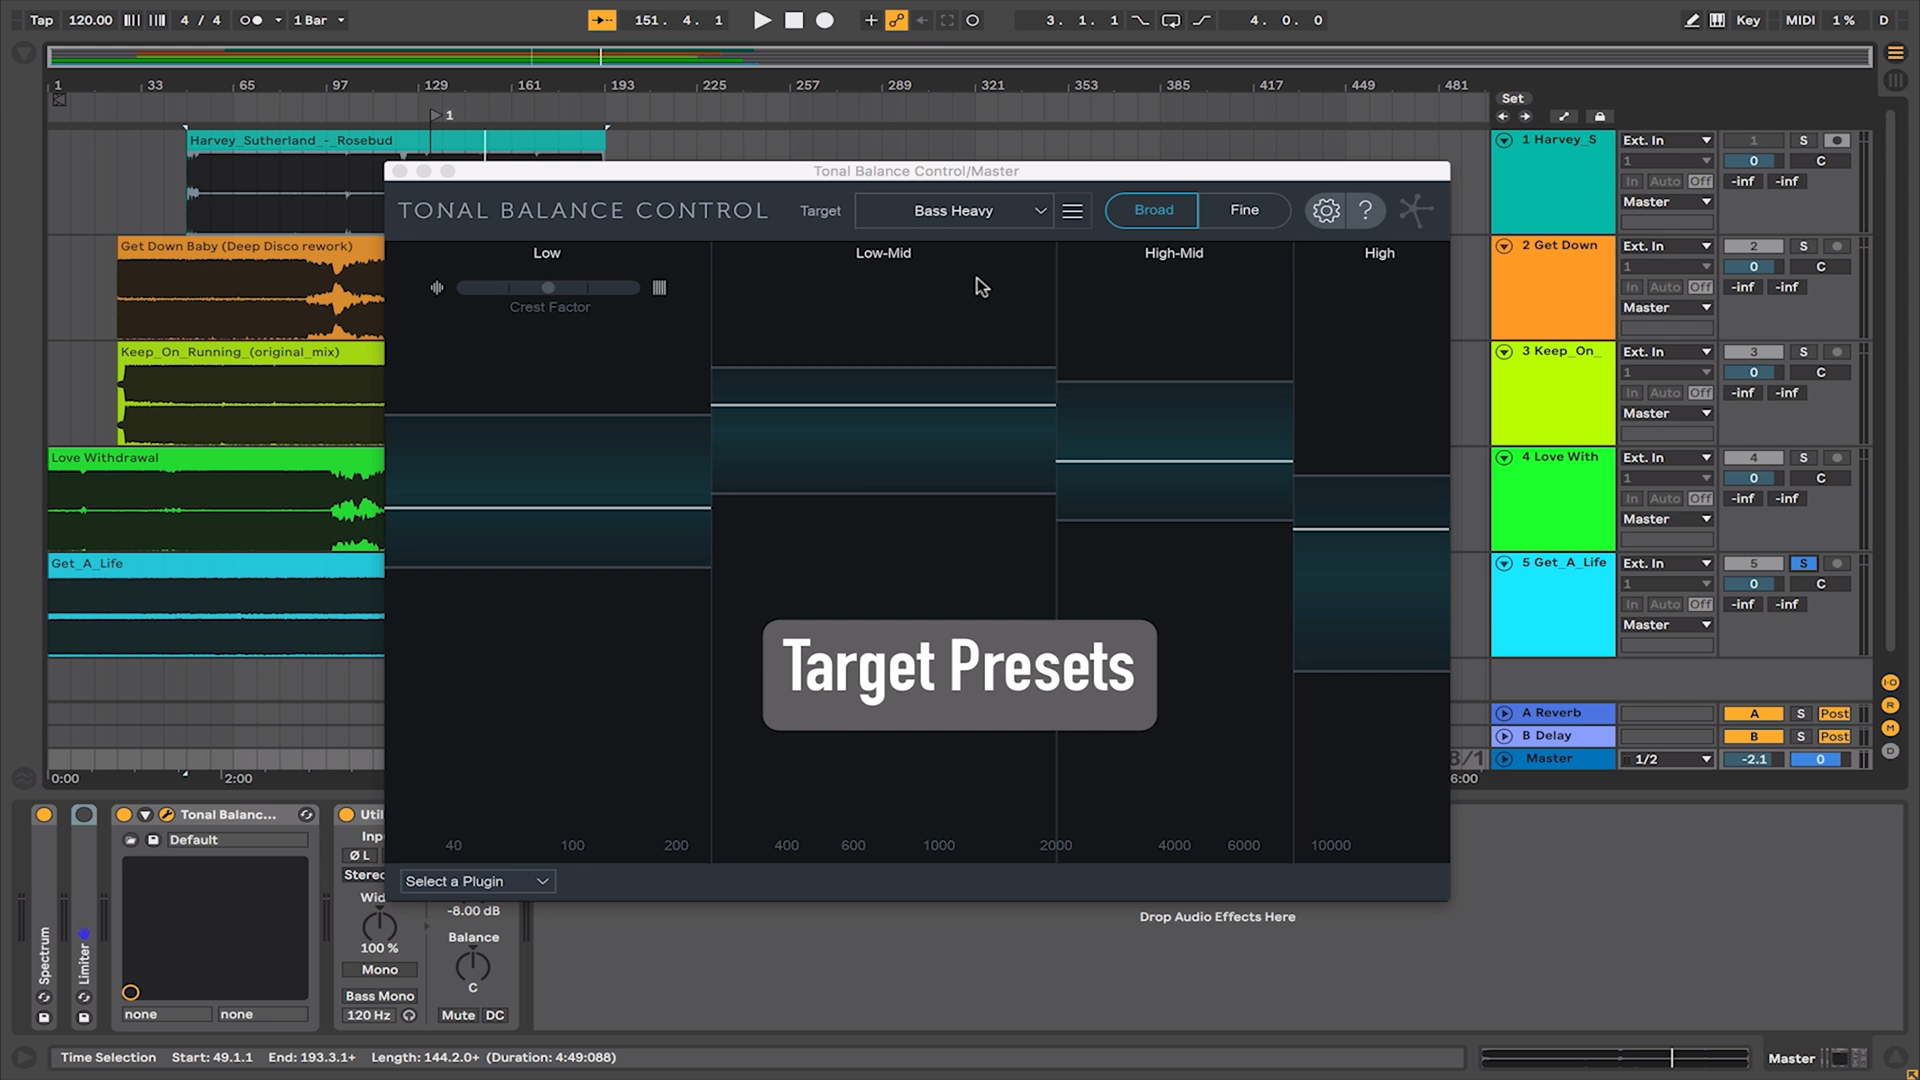 Tap 120.00 4 / 4 1 Bar 151. 4. 1 3. 1. 1 4. 0. 0 Key MIDI 1 % D
1 33 65 97 129 161 193 225 257 289 321 353 385 417 449 481
Set
1
Harvey_Sutherland_-_Rosebud
1 Harvey_S Ext. In 1 S
1 0 C
In Auto Off -inf -inf
Master
Tonal Balance Control/Master
TONAL BALANCE CONTROL Target Bass Heavy Broad Fine ?
Low Low-Mid High-Mid High
Crest Factor
Get Down Baby (Deep Disco rework)
2 Get Down Ext. In 2 S
1 0 C
In Auto Off -inf -inf
Master
Keep_On_Running_(original_mix)
3 Keep_On_ Ext. In 3 S
1 0 C
In Auto Off -inf -inf
Master
Love Withdrawal
4 Love With Ext. In 4 S
1 0 C
In Auto Off -inf -inf
Master
Get_A_Life
5 Get_A_Life Ext. In 5 S
1 0 C
In Auto Off -inf -inf
Master
Target Presets
A Reverb A S Post
B Delay B S Post
8/1 Master 1/2 -2.1 0
I-O
R
M
D
0:00 2:00 6:00
40 100 200 400 600 1000 2000 4000 6000 10000
Select a Plugin
Tonal Balanc...
Default
none none
Spectrum
Limiter
Util
Inp
Ø L
Stereo
Wid
100 %
Mono
Bass Mono
120 Hz
-8.00 dB
Balance
C
Mute DC
Drop Audio Effects Here
Time Selection Start: 49.1.1 End: 193.3.1+ Length: 144.2.0+ (Duration: 4:49:088)
Master